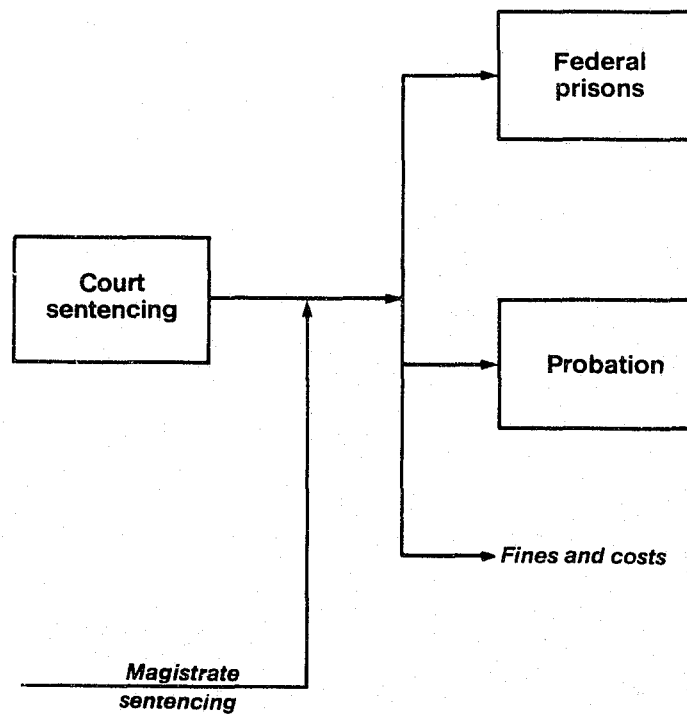 Federal
prisons
Court
sentencing
Probation
Fines and costs
Magistrate
sentencing